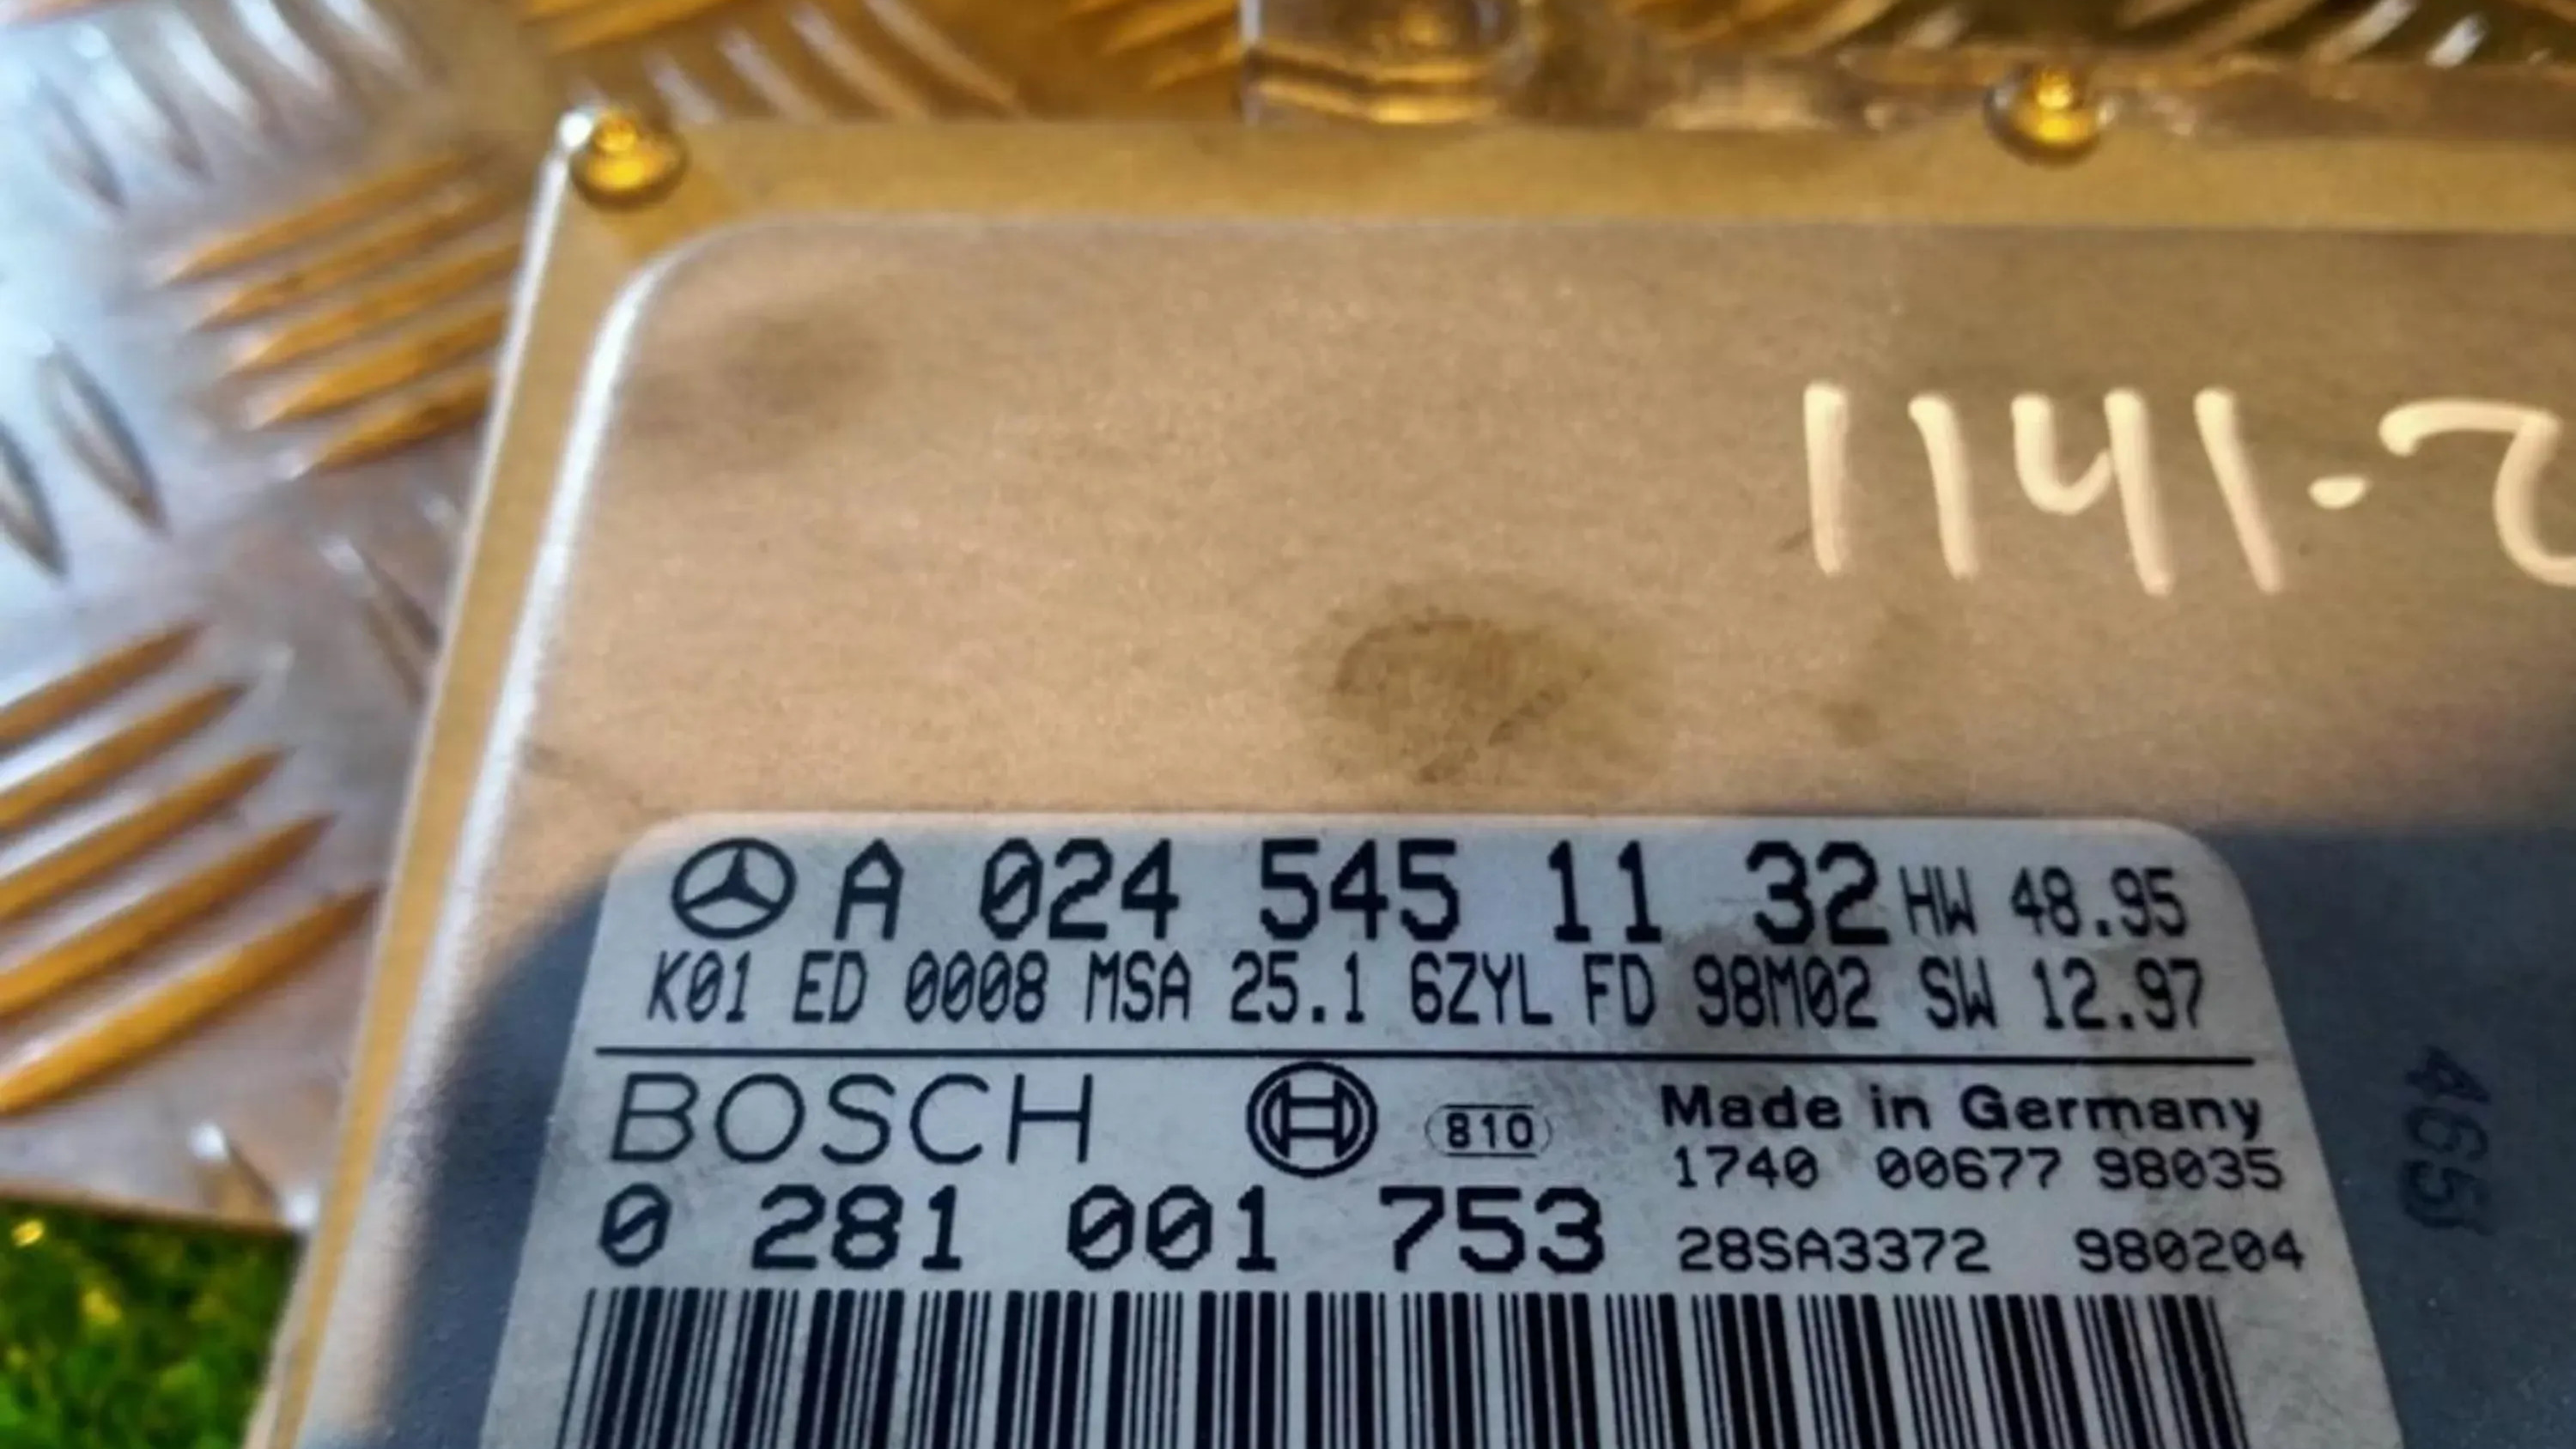 1141-2
A 024 545 11 32 HW 48.95
K01 ED 0008 MSA 25.1 6ZYL FD 98M02 SW 12.97
BOSCH 810 Made in Germany
1740 00677 98035
0 281 001 753 28SA3372 980204
465